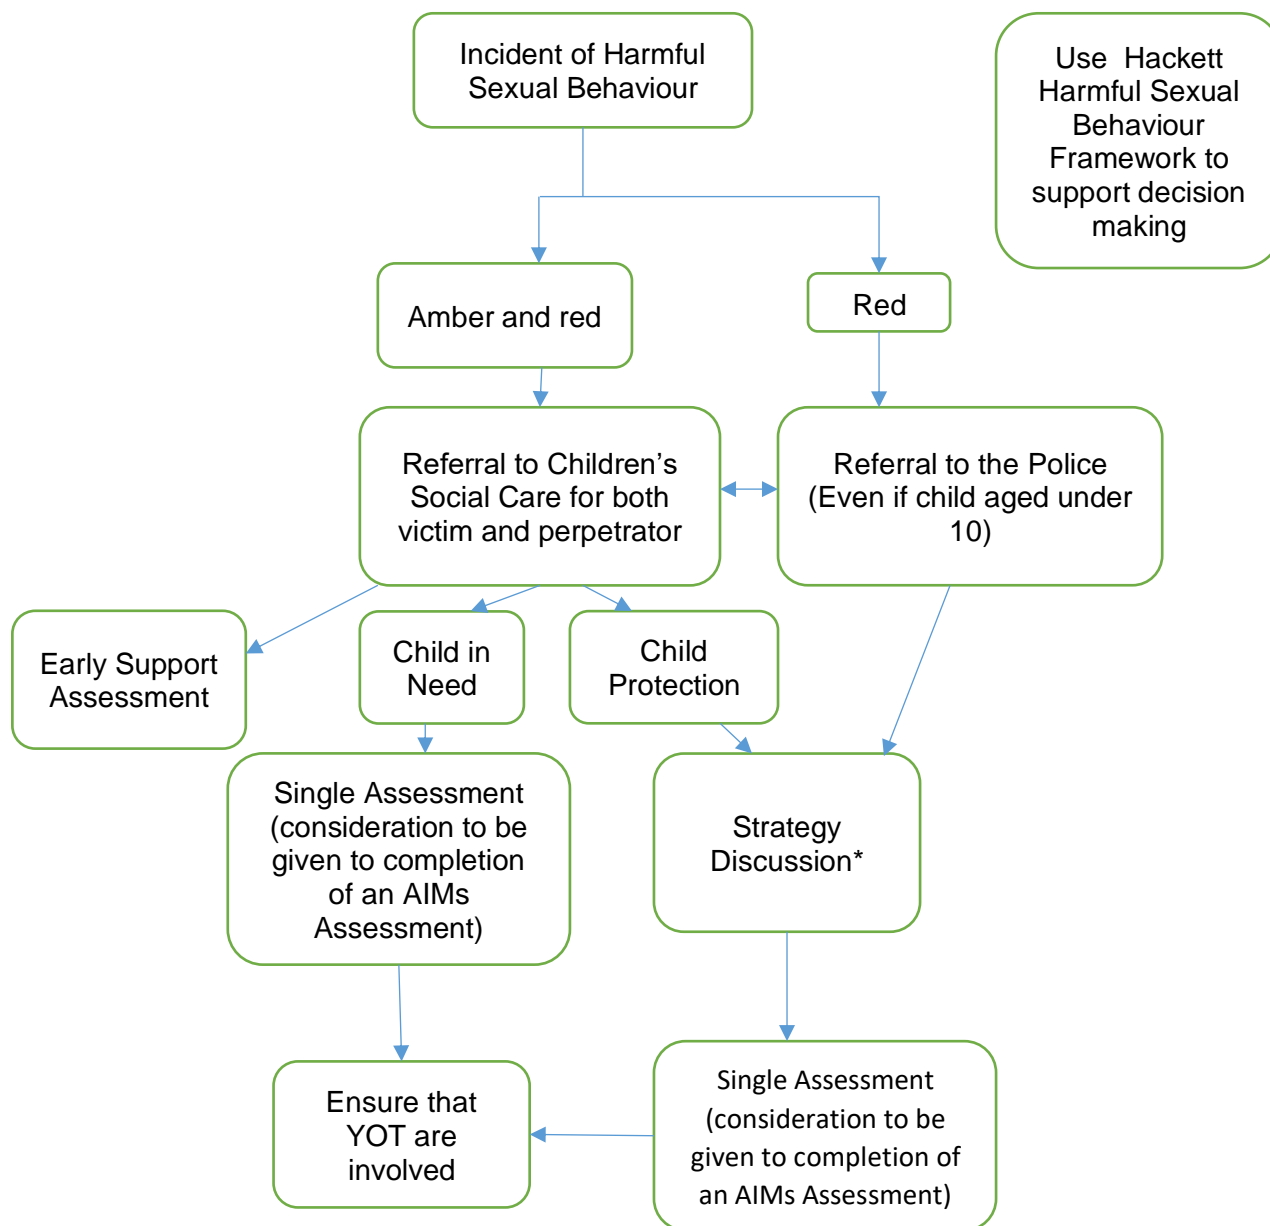 Incident of Harmful
Sexual Behaviour
Use Hackett
Harmful Sexual
Behaviour
Framework to
support decision
making
Amber and red
Red
Referral to Children’s
Social Care for both
victim and perpetrator
Referral to the Police
(Even if child aged under
10)
Early Support
Assessment
Child in
Need
Child
Protection
Single Assessment
(consideration to be
given to completion
of an AIMs
Assessment)
Strategy
Discussion*
Ensure that
YOT are
involved
Single Assessment
(consideration to be
given to completion of
an AIMs Assessment)